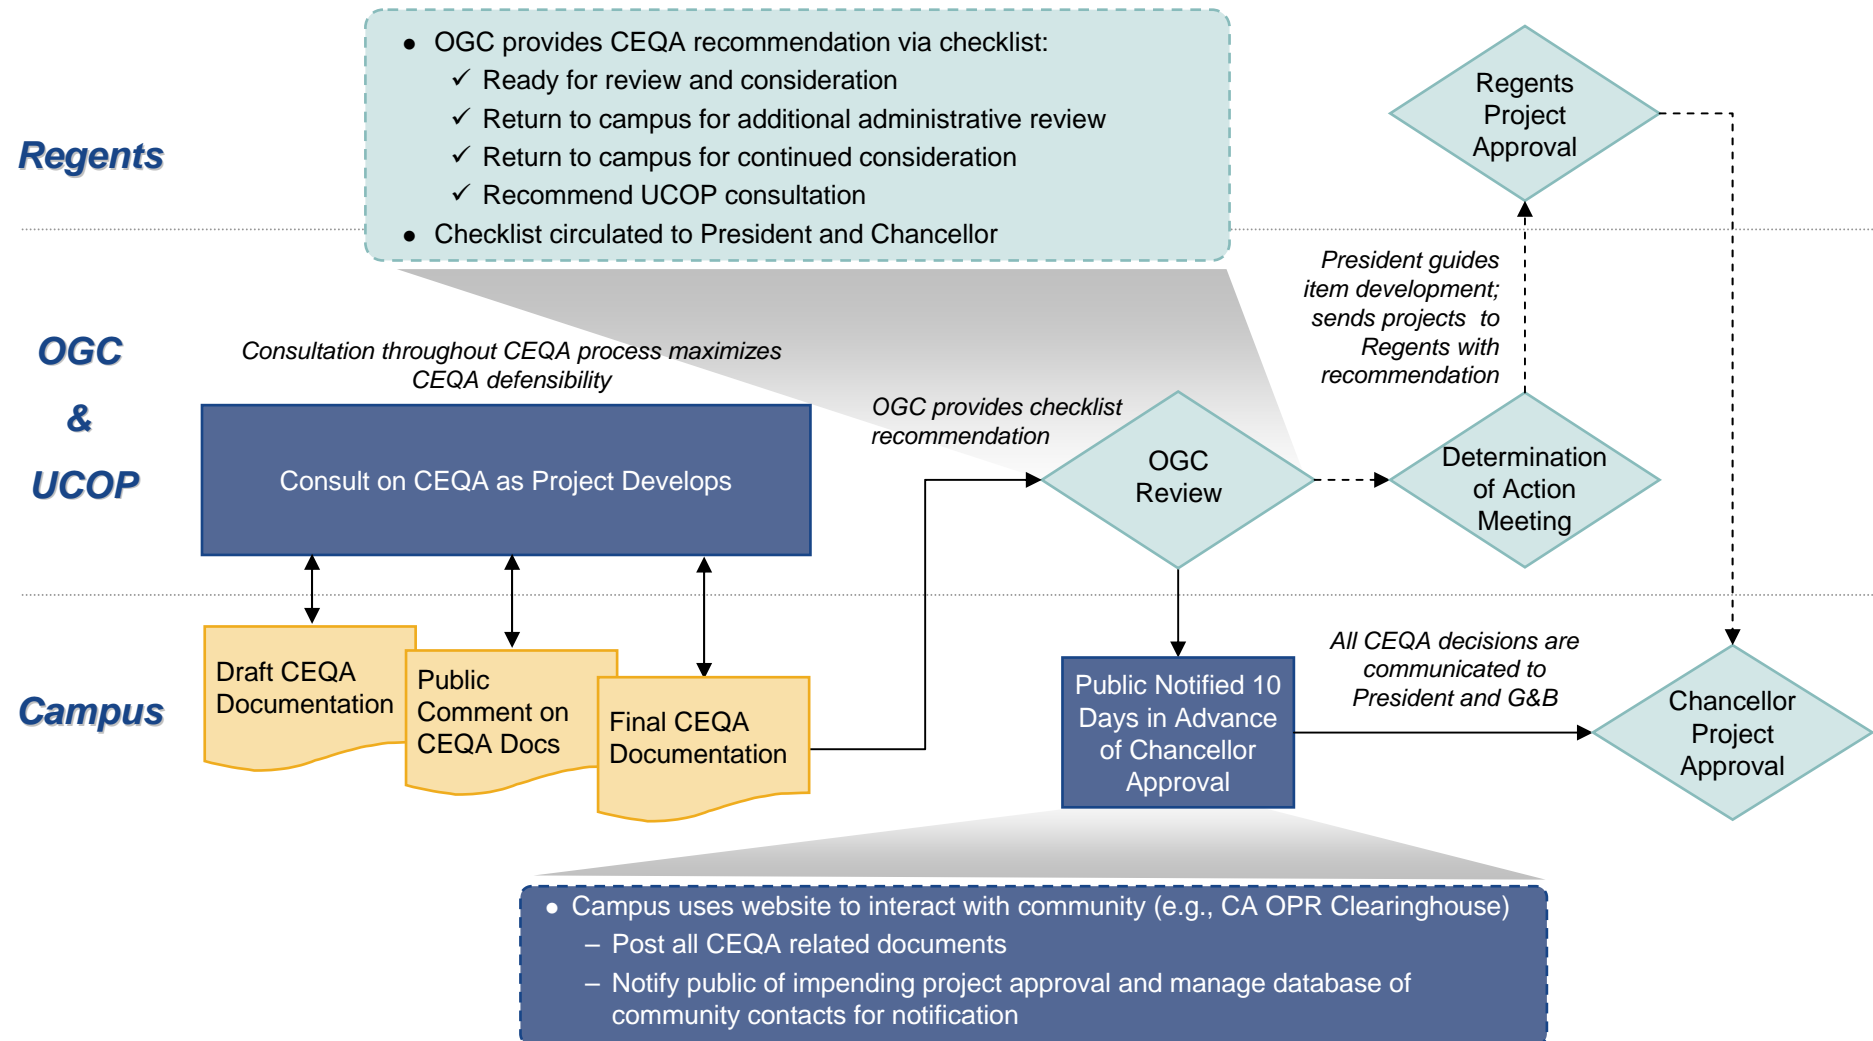 ● OGC provides CEQA recommendation via checklist:
✓ Ready for review and consideration
✓ Return to campus for additional administrative review
✓ Return to campus for continued consideration
✓ Recommend UCOP consultation
● Checklist circulated to President and Chancellor
Regents
Project
Approval
Regents
President guides
item development;
sends projects to
Regents with
recommendation
OGC
&
UCOP
Consultation throughout CEQA process maximizes
CEQA defensibility
Consult on CEQA as Project Develops
OGC provides checklist
recommendation
OGC
Review
Determination
of Action
Meeting
Campus
Draft CEQA
Documentation
Public
Comment on
CEQA Docs
Final CEQA
Documentation
Public Notified 10
Days in Advance
of Chancellor
Approval
All CEQA decisions are
communicated to
President and G&B
Chancellor
Project
Approval
● Campus uses website to interact with community (e.g., CA OPR Clearinghouse)
– Post all CEQA related documents
– Notify public of impending project approval and manage database of
community contacts for notification